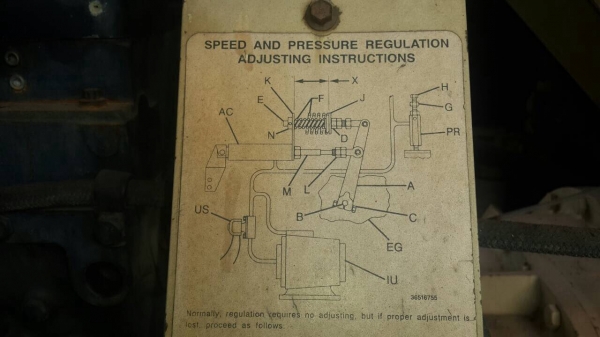 SPEED AND PRESSURE REGULATION
ADJUSTING INSTRUCTIONS
K
F
J
X
H
E
G
AC
N
D
PR
M
L
A
US
B
C
EG
IU
36518755
Normally, regulation requires no adjusting, but if proper adjustment is
lost, proceed as follows.